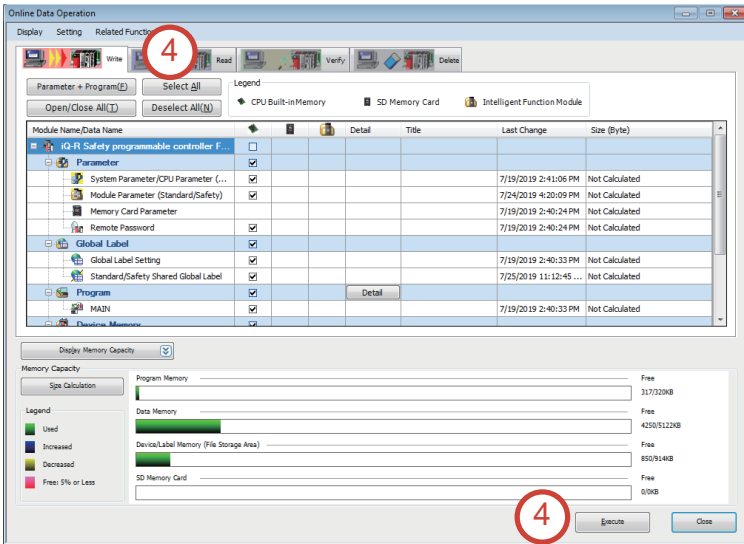 Online Data Operation
Display Setting Related Functio
Write 4 Read Verify Delete
Parameter + Program(F) Select All Legend
Open/Close All(T) Deselect All(N) CPU Built-in Memory SD Memory Card Intelligent Function Module
Module Name/Data Name Detail Title Last Change Size (Byte)
iQ-R Safety programmable controller F...
Parameter
System Parameter/CPU Parameter (... 7/19/2019 2:41:06 PM Not Calculated
Module Parameter (Standard/Safety) 7/24/2019 4:20:09 PM Not Calculated
Memory Card Parameter 7/19/2019 2:40:24 PM Not Calculated
Remote Password 7/19/2019 2:40:24 PM Not Calculated
Global Label
Global Label Setting 7/19/2019 2:40:33 PM Not Calculated
Standard/Safety Shared Global Label 7/25/2019 11:12:45 ... Not Calculated
Program Detail
MAIN 7/19/2019 2:40:33 PM Not Calculated
Device Memory
Display Memory Capacity
Memory Capacity
Size Calculation
Program Memory Free
317/320KB
Legend
Used
Increased
Decreased
Free: 5% or Less
Data Memory Free
4250/5122KB
Device/Label Memory (File Storage Area) Free
850/914KB
SD Memory Card Free
0/0KB
4 Execute Close